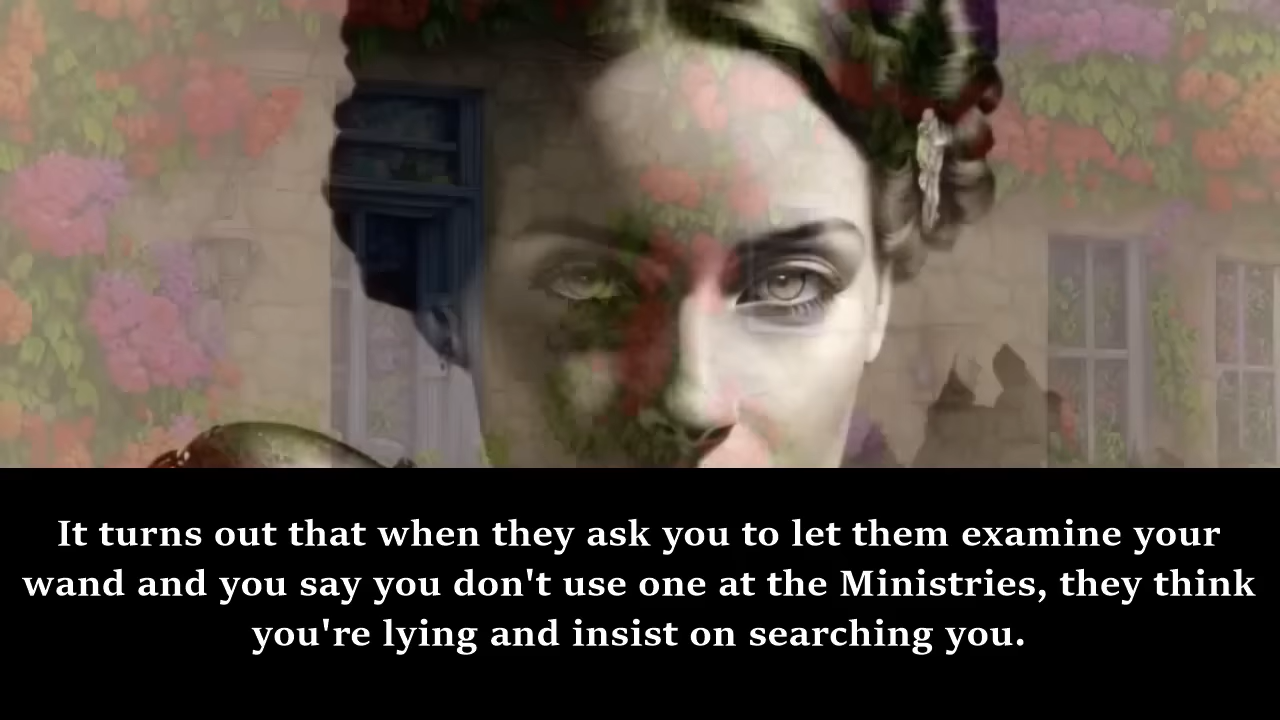 It turns out that when they ask you to let them examine your
wand and you say you don't use one at the Ministries, they think
you're lying and insist on searching you.